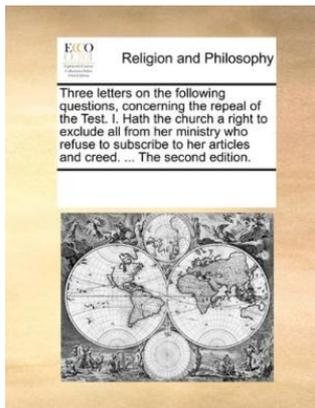 ECCO
Religion and Philosophy
Three letters on the following
questions, concerning the repeal of
the Test. I. Hath the church a right to
exclude all from her ministry who
refuse to subscribe to her articles
and creed. ... The second edition.